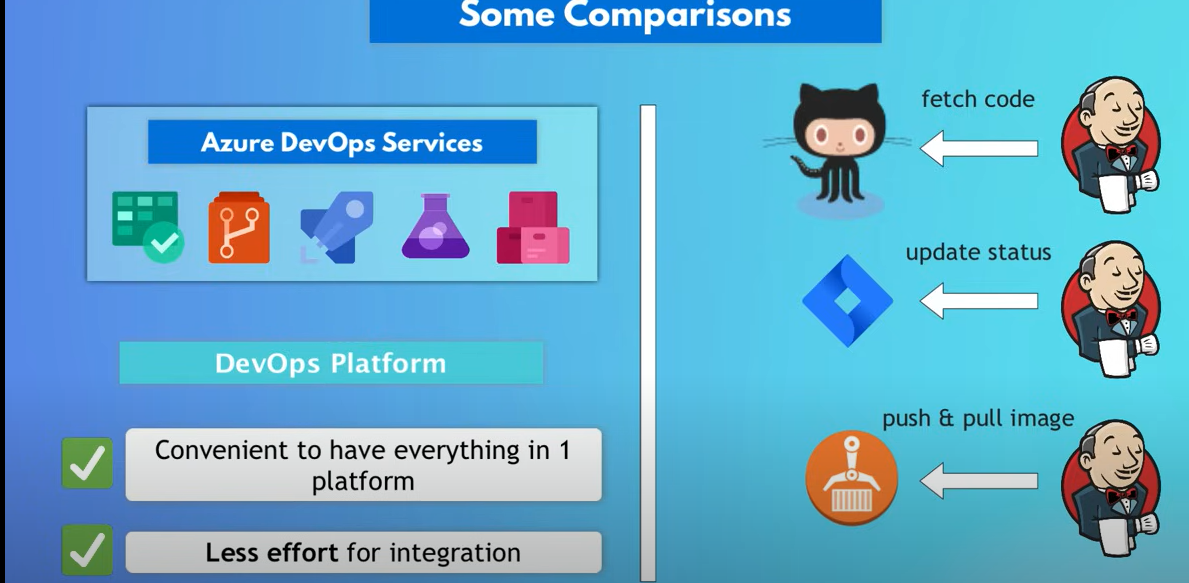 Some Comparisons
Azure DevOps Services
DevOps Platform
Convenient to have everything in 1
platform
Less effort for integration
fetch code
update status
push & pull image